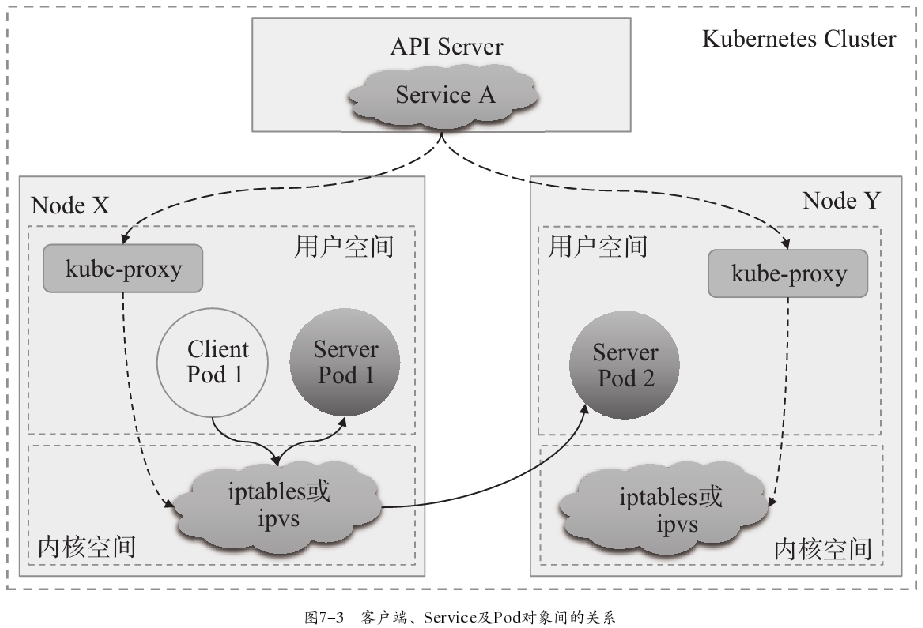 API Server
Kubernetes Cluster
Service A
Node X
用户空间
kube-proxy
Client
Pod 1
Server
Pod 1
iptables或
ipvs
内核空间
Node Y
用户空间
kube-proxy
Server
Pod 2
iptables或
ipvs
内核空间
图7-3 客户端、Service及Pod对象间的关系